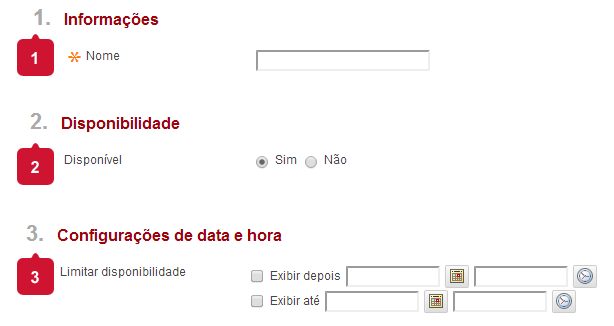 1. Informações
1 Nome
2. Disponibilidade
2 Disponível Sim Não
3. Configurações de data e hora
3 Limitar disponibilidade Exibir depois
Exibir até